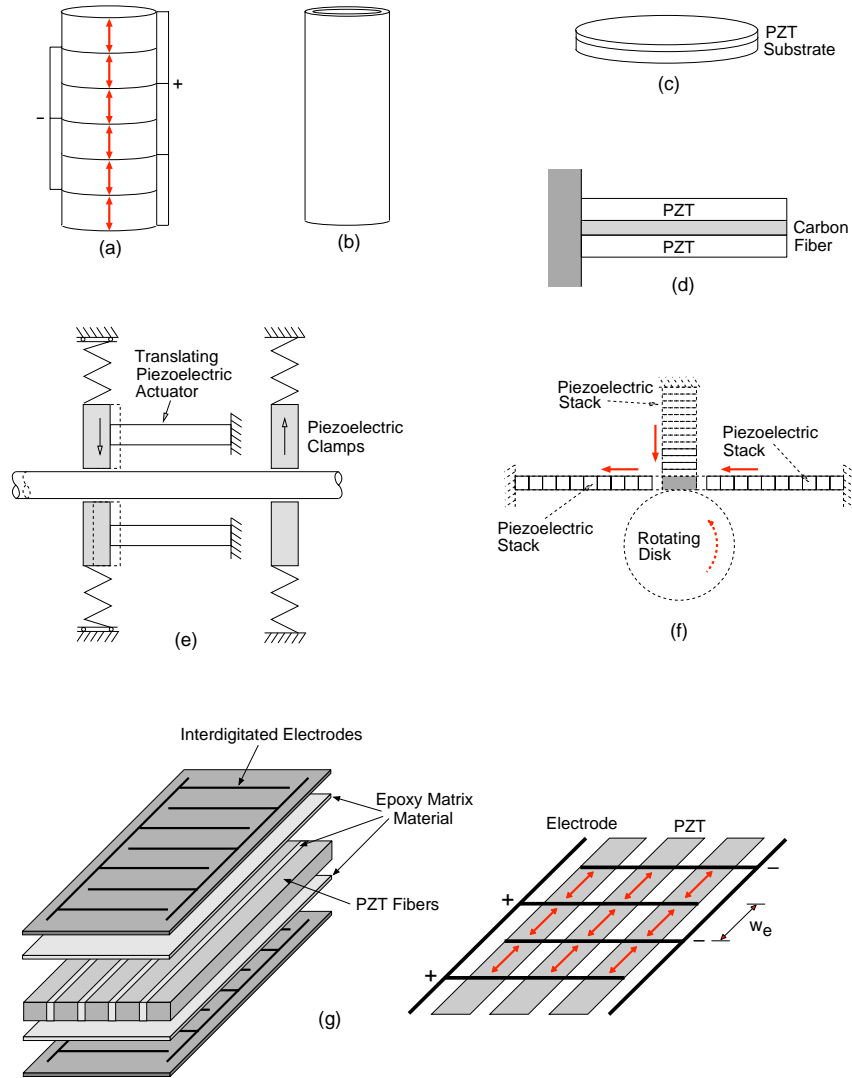 PZT
Substrate
+
-
(a)
(b)
(c)
PZT
Carbon
Fiber
PZT
(d)
Translating
Piezoelectric
Actuator
Piezoelectric
Clamps
(e)
Piezoelectric
Stack
Piezoelectric
Stack
Piezoelectric
Stack
Rotating
Disk
(f)
Interdigitated Electrodes
Epoxy Matrix
Material
PZT Fibers
(g)
Electrode
PZT
-
+
we
-
+